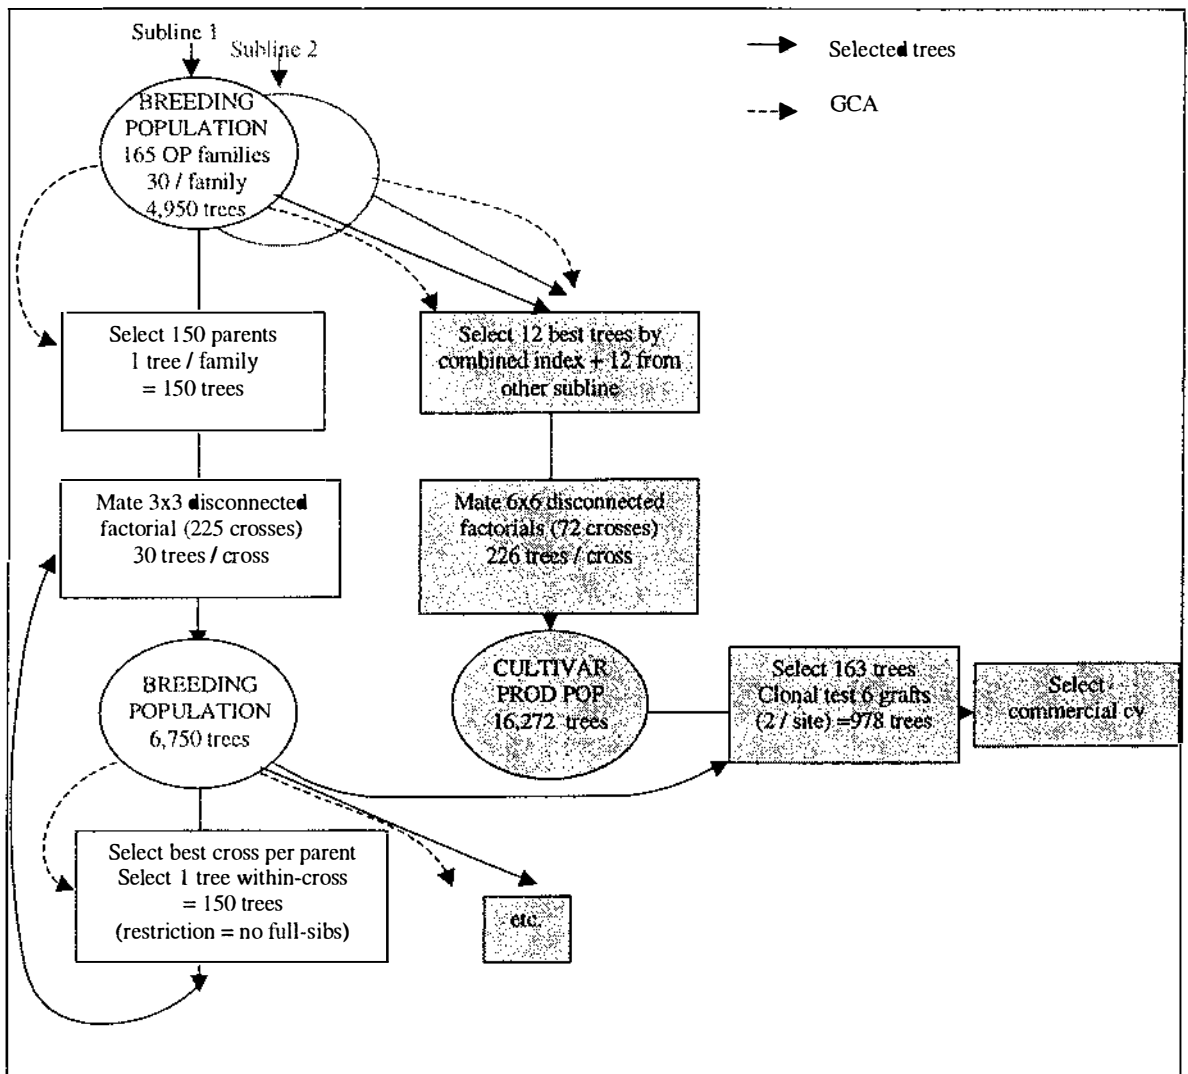 Subline 1
Subline 2
Selected trees
GCA
BREEDING
POPULATION
165 OP families
30 / family
4,950 trees
Select 150 parents
1 tree / family
= 150 trees
Select 12 best trees by
combined index + 12 from
other subline
Mate 3x3 disconnected
factorial (225 crosses)
30 trees / cross
Mate 6x6 disconnected
factorials (72 crosses)
226 trees / cross
BREEDING
POPULATION
6,750 trees
CULTIVAR
PROD POP
16,272 trees
Select 163 trees
Clonal test 6 grafts
(2 / site) =978 trees
Select
commercial cv
Select best cross per parent
Select 1 tree within-cross
= 150 trees
(restriction = no full-sibs)
etc.